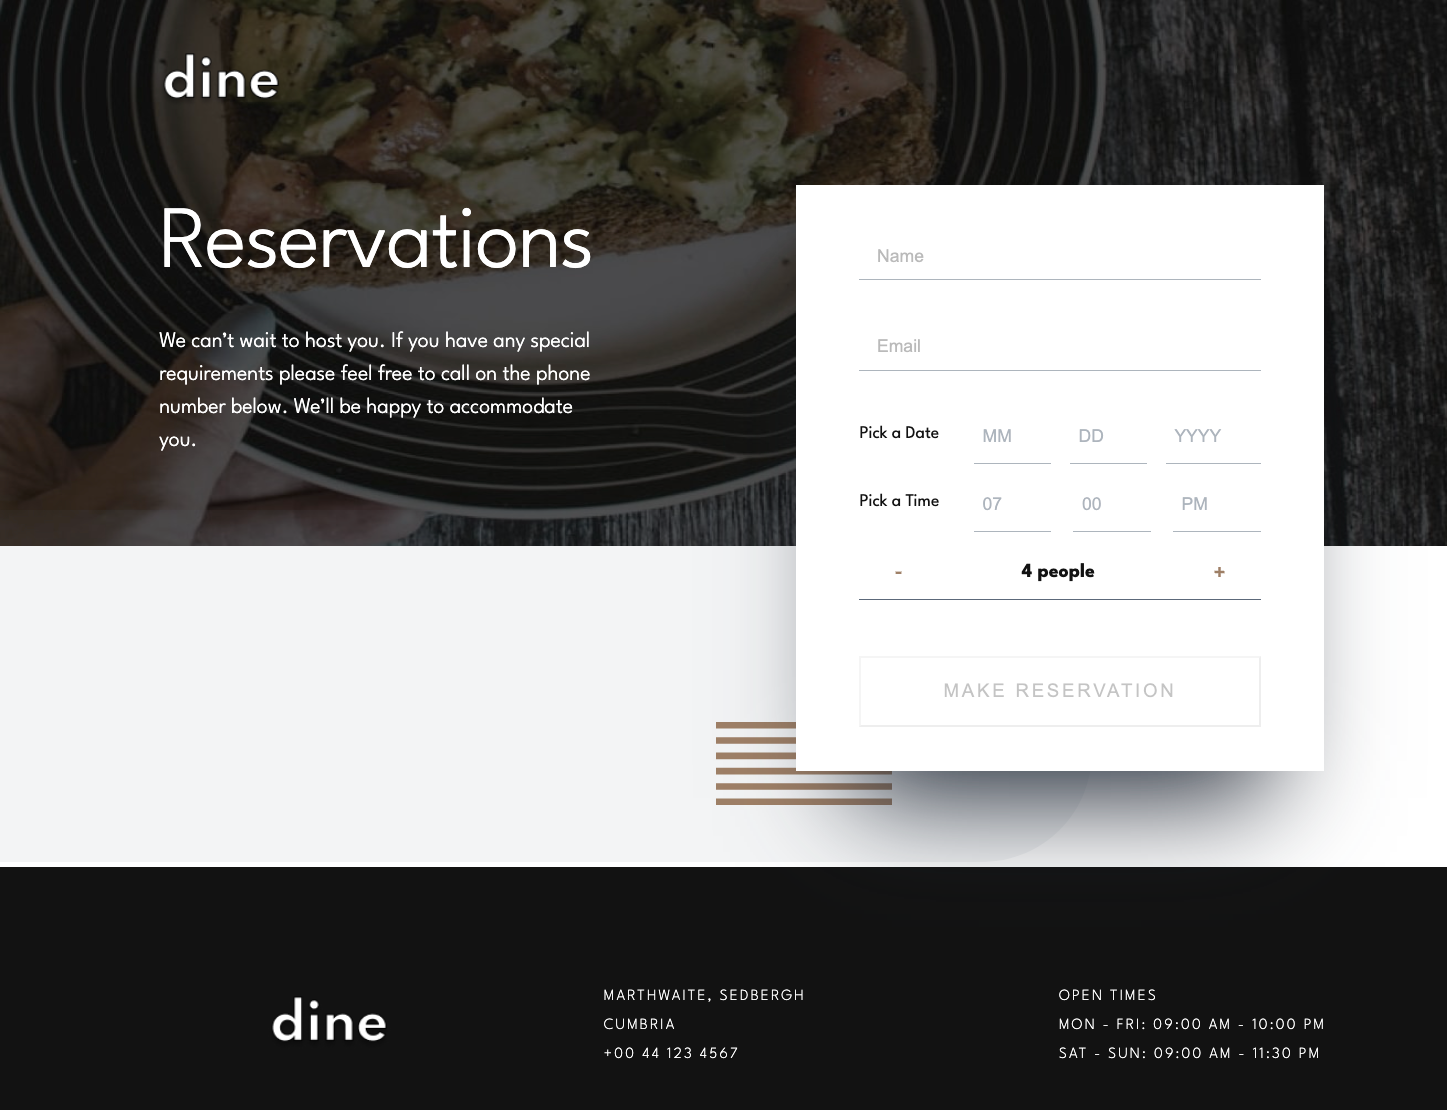 dine
Reservations
We can’t wait to host you. If you have any special
requirements please feel free to call on the phone
number below. We’ll be happy to accommodate
you.
Name
Email
Pick a Date MM DD YYYY
Pick a Time 07 00 PM
- 4 people +
MAKE RESERVATION
dine
MARTHWAITE, SEDBERGH
CUMBRIA
+00 44 123 4567
OPEN TIMES
MON - FRI: 09:00 AM - 10:00 PM
SAT - SUN: 09:00 AM - 11:30 PM